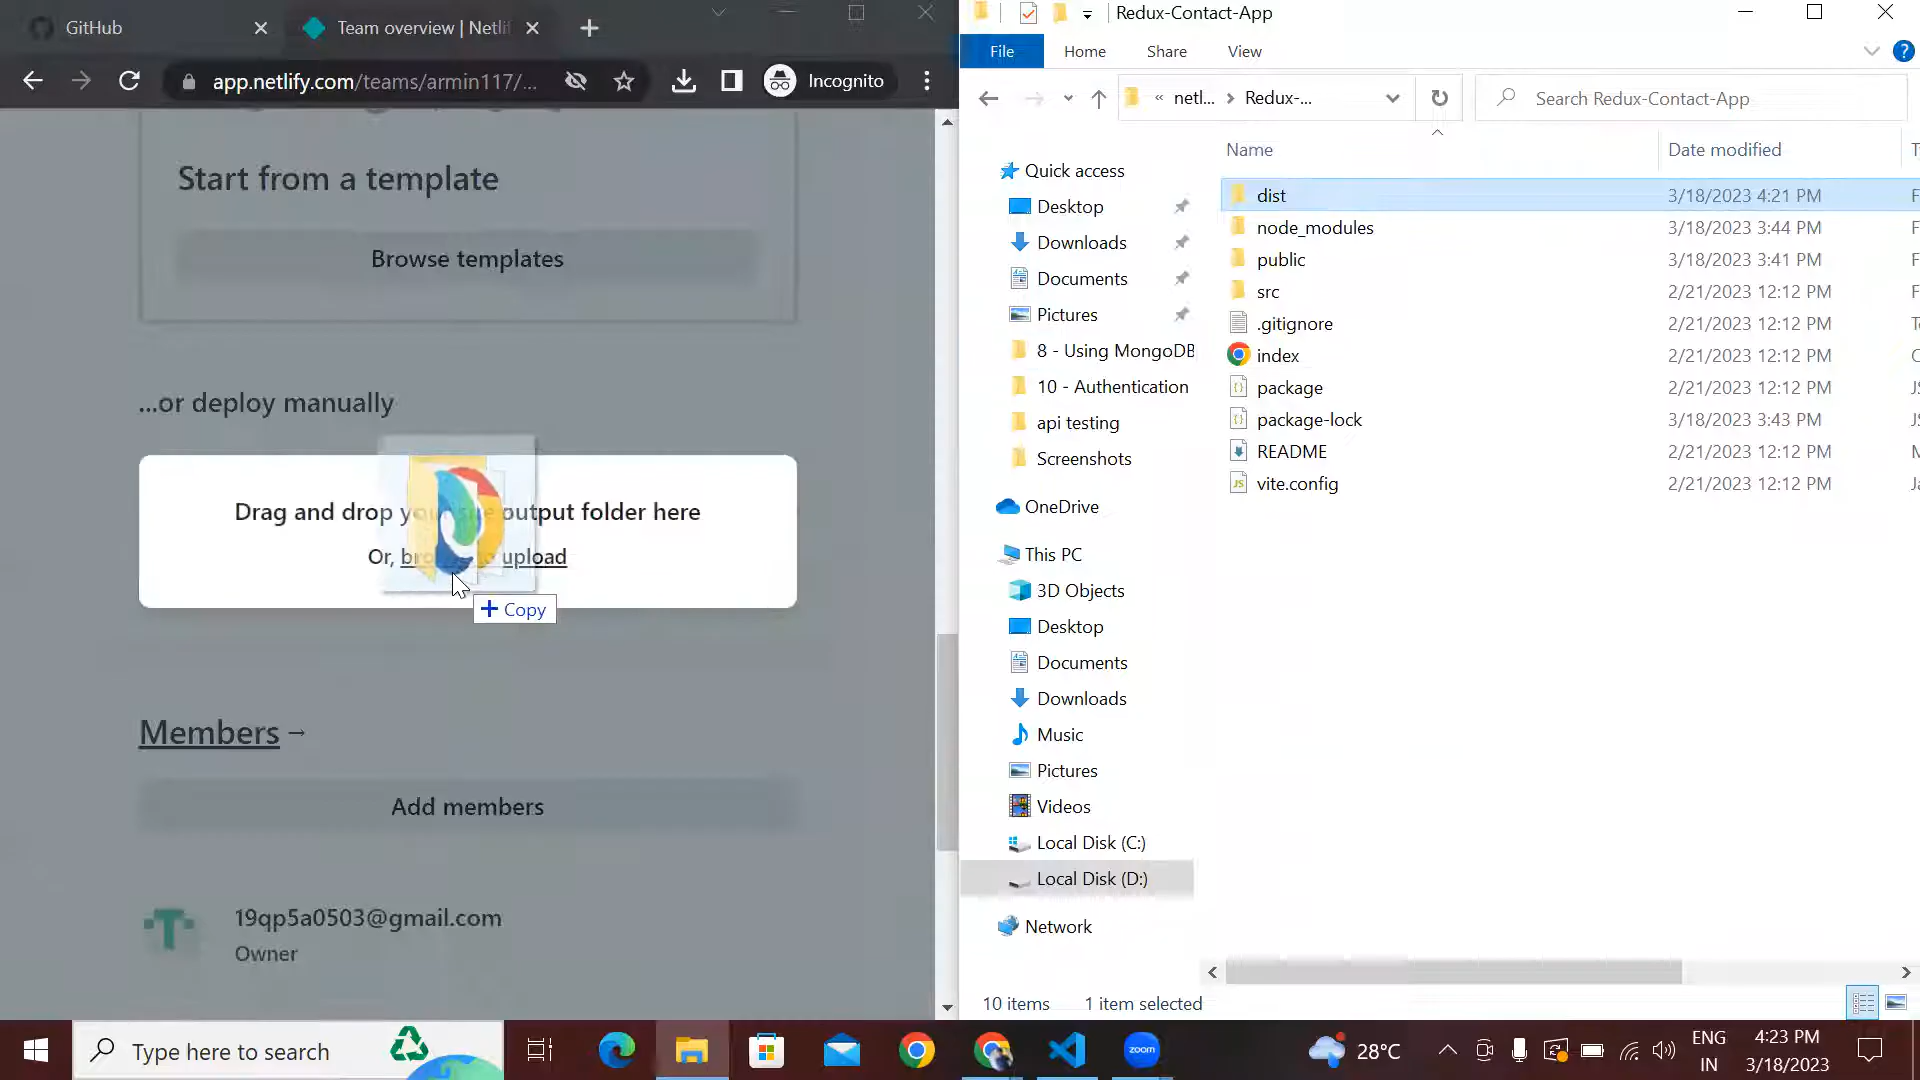 GitHub
Team overview | Netli
app.netlify.com/teams/armin117/...
Incognito
Start from a template
Browse templates
...or deploy manually
Drag and drop your site output folder here
Or, browse to upload
Copy
Members →
Add members
19qp5a0503@gmail.com
Owner
Redux-Contact-App
File
Home
Share
View
« netl... > Redux-...
Search Redux-Contact-App
Quick access
Desktop
Downloads
Documents
Pictures
8 - Using MongoDB
10 - Authentication
api testing
Screenshots
OneDrive
This PC
3D Objects
Desktop
Documents
Downloads
Music
Pictures
Videos
Local Disk (C:)
Local Disk (D:)
Network
Name Date modified T
dist 3/18/2023 4:21 PM F
node_modules 3/18/2023 3:44 PM F
public 3/18/2023 3:41 PM F
src 2/21/2023 12:12 PM F
.gitignore 2/21/2023 12:12 PM T
index 2/21/2023 12:12 PM C
package 2/21/2023 12:12 PM JS
package-lock 3/18/2023 3:43 PM JS
README 2/21/2023 12:12 PM M
vite.config 2/21/2023 12:12 PM Ja
10 items 1 item selected
Type here to search
zoom
28°C
ENG
IN
4:23 PM
3/18/2023